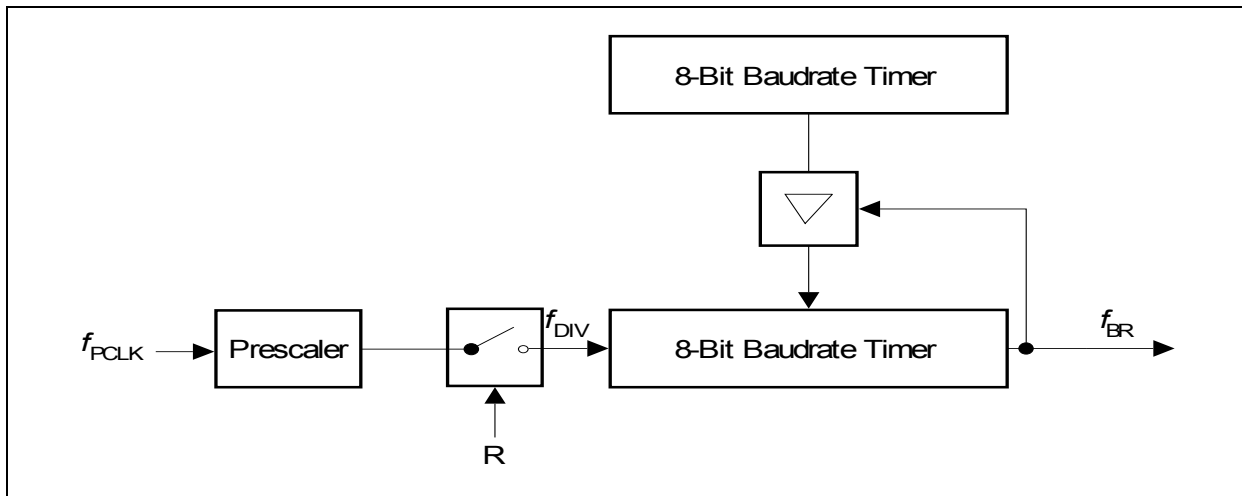 8-Bit Baudrate Timer
fPCLK
Prescaler
fDIV
8-Bit Baudrate Timer
fBR
R